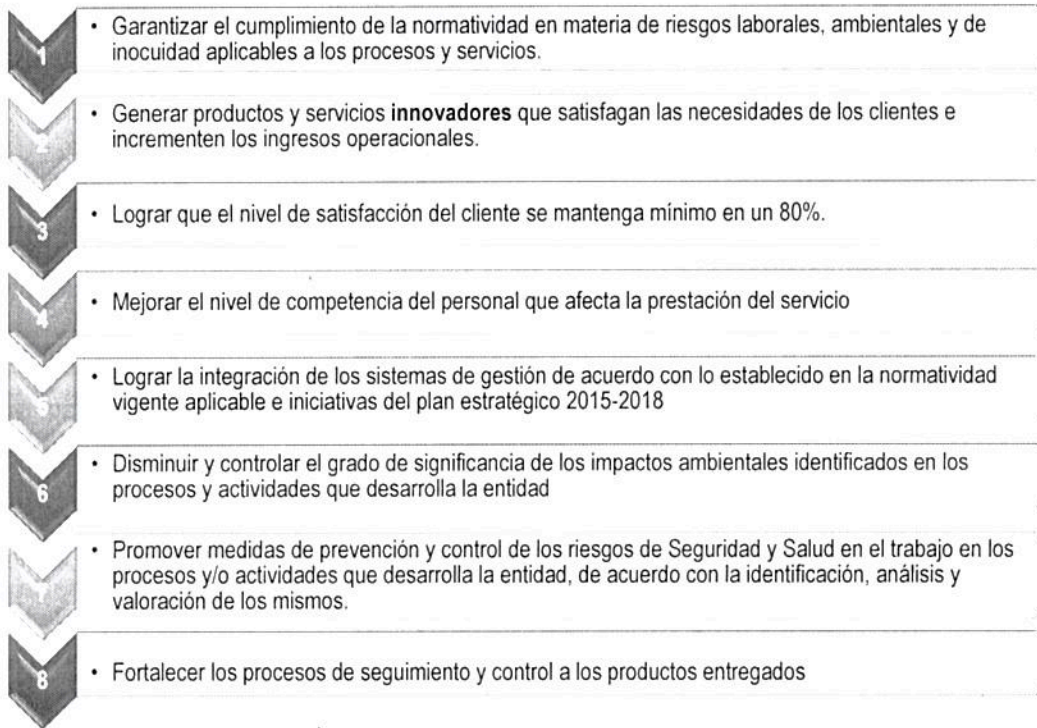 1
• Garantizar el cumplimiento de la normatividad en materia de riesgos laborales, ambientales y de
inocuidad aplicables a los procesos y servicios.
2
• Generar productos y servicios innovadores que satisfagan las necesidades de los clientes e
incrementen los ingresos operacionales.
3
• Lograr que el nivel de satisfacción del cliente se mantenga mínimo en un 80%.
4
• Mejorar el nivel de competencia del personal que afecta la prestación del servicio
5
• Lograr la integración de los sistemas de gestión de acuerdo con lo establecido en la normatividad
vigente aplicable e iniciativas del plan estratégico 2015-2018
6
• Disminuir y controlar el grado de significancia de los impactos ambientales identificados en los
procesos y actividades que desarrolla la entidad
7
• Promover medidas de prevención y control de los riesgos de Seguridad y Salud en el trabajo en los
procesos y/o actividades que desarrolla la entidad, de acuerdo con la identificación, análisis y
valoración de los mismos.
8
• Fortalecer los procesos de seguimiento y control a los productos entregados